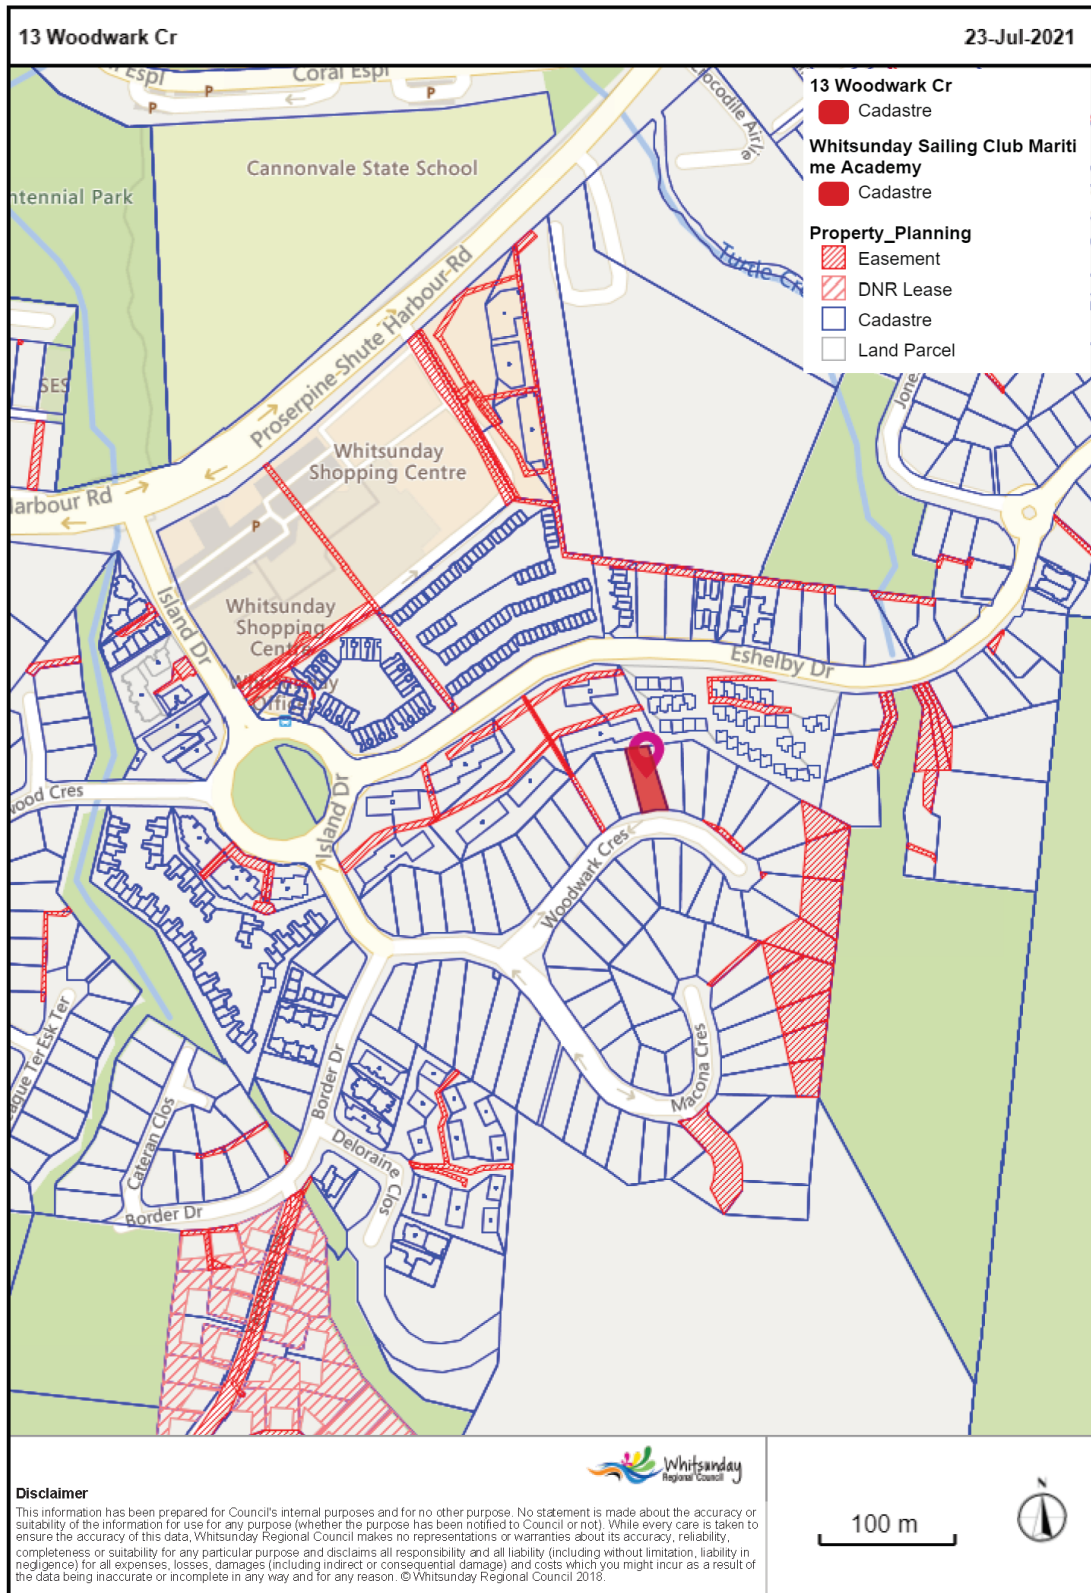 13 Woodwark Cr
23-Jul-2021
Espl
Coral Espl
P
P
P
Crocodile Airlie
13 Woodwark Cr
Cadastre
Whitsunday Sailing Club Mariti
me Academy
Cadastre
Property_Planning
Easement
DNR Lease
Cadastre
Land Parcel
Cannonvale State School
ntennial Park
Turtle Cr
Proserpine-Shute Harbour-Rd
Jone
SES
Whitsunday
Shopping Centre
arbour Rd
P
Island Dr
Whitsunday
Shopping
Centre
Whitsunday
Offices
Eshelby Dr
wood Cres
Island Dr
Woodwark Cres
Macona Cres
Esk Ter
ague Ter
Border Dr
Cateran Clos
Deloraine Clos
Border Dr
Whitsunday
Regional Council
Disclaimer
This information has been prepared for Council's internal purposes and for no other purpose. No statement is made about the accuracy or
suitability of the information for use for any purpose (whether the purpose has been notified to Council or not). While every care is taken to
ensure the accuracy of this data, Whitsunday Regional Council makes no representations or warranties about its accuracy, reliability,
completeness or suitability for any particular purpose and disclaims all responsibility and all liability (including without limitation, liability in
negligence) for all expenses, losses, damages (including indirect or consequential damage) and costs which you might incur as a result of
the data being inaccurate or incomplete in any way and for any reason. © Whitsunday Regional Council 2018.
100 m
N